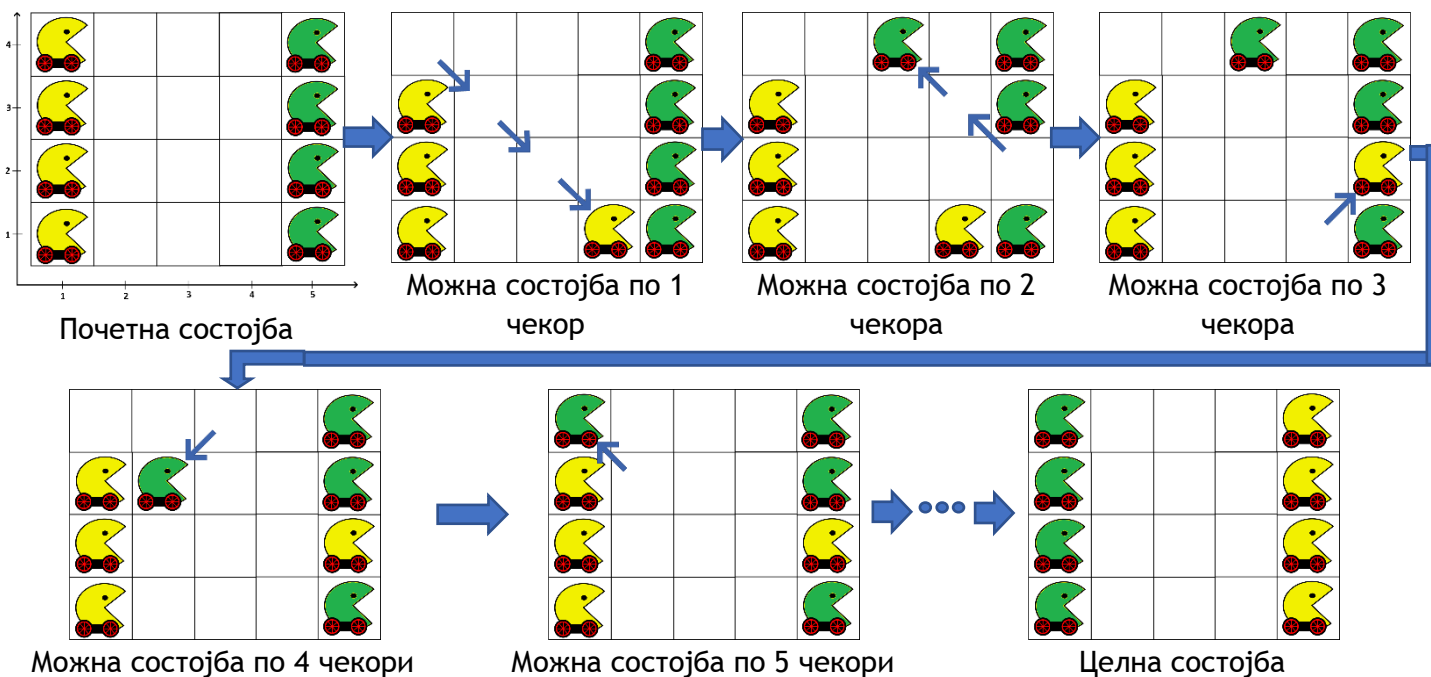 4
3
2
1
1 2 3 4 5
Почетна состојба
Можна состојба по 1
чекор
Можна состојба по 2
чекора
Можна состојба по 3
чекора
Можна состојба по 4 чекори
Можна состојба по 5 чекори
Целна состојба